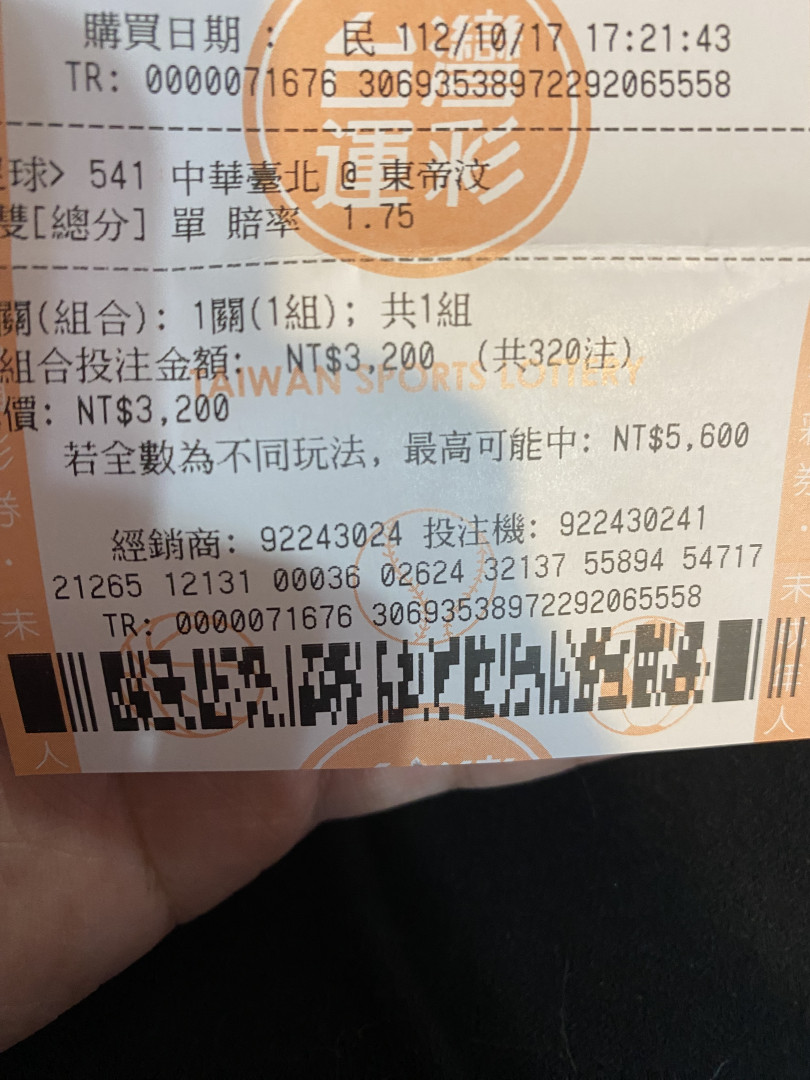 購買日期 : 民 112/10/17 17:21:43
TR: 0000071676 30693538972292065558
台灣
運彩
球> 541 中華臺北 @ 東帝汶
雙[總分] 單 賠率 1.75
關(組合): 1關(1組); 共1組
組合投注金額: NT$3,200 (共320注)
TAIWAN SPORTS LOTTERY
價: NT$3,200
若全數為不同玩法, 最高可能中: NT$5,600
經銷商: 92243024 投注機: 922430241
21265 12131 00036 02624 32137 55894 54717
TR: 0000071676 30693538972292065558